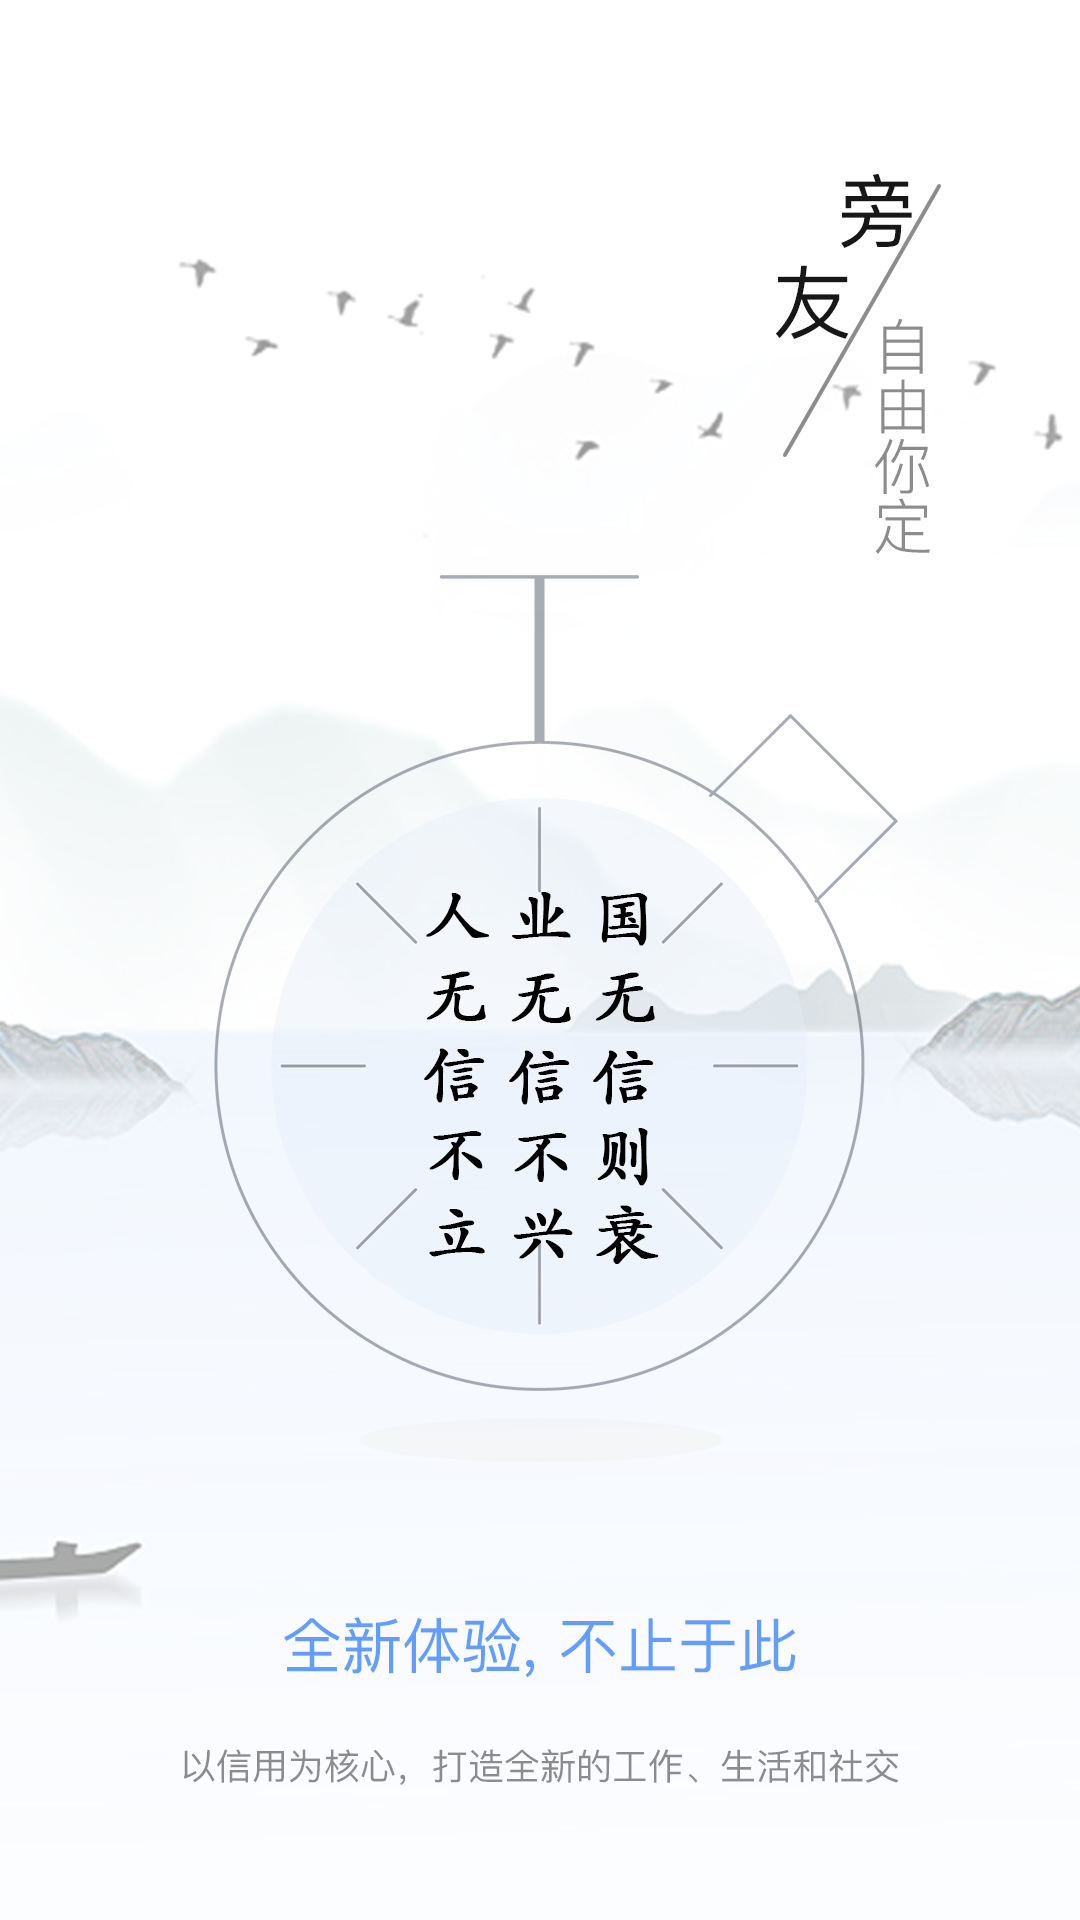 旁友
自由你定
人无信不立
业无信不兴
国无信则衰
全新体验, 不止于此
以信用为核心，打造全新的工作、生活和社交